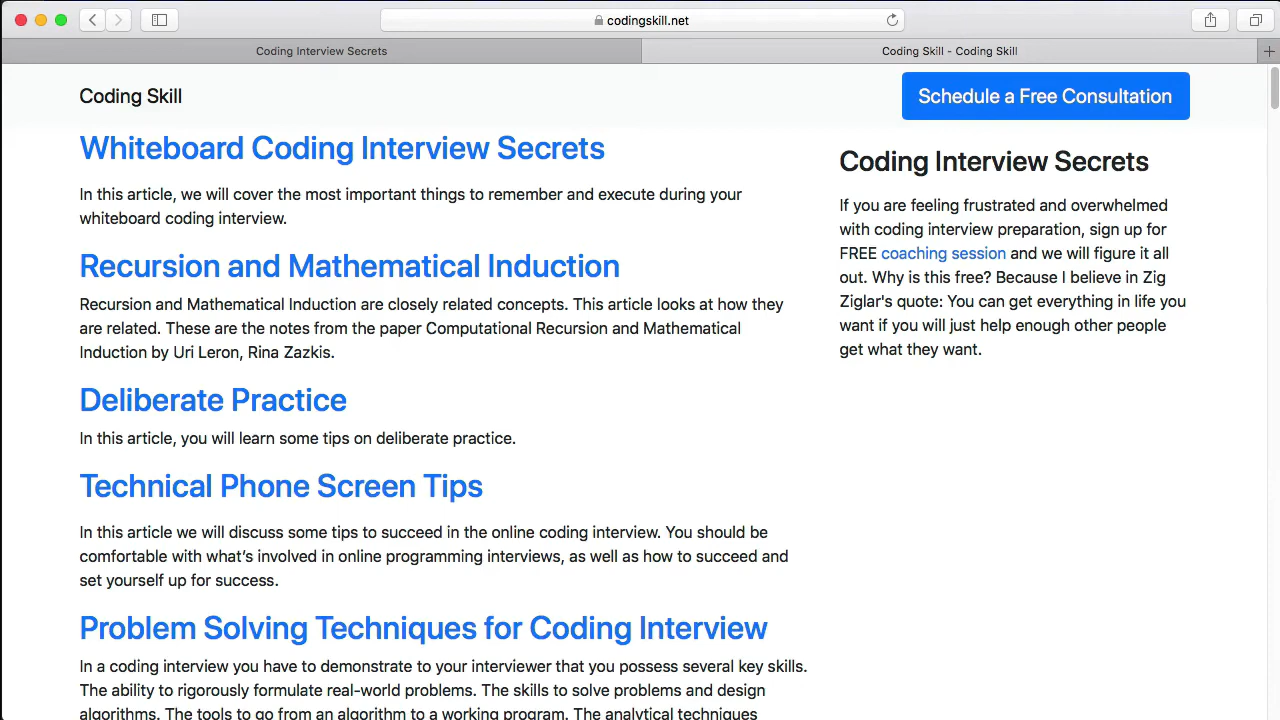 codingskill.net
Coding Interview Secrets
Coding Skill - Coding Skill
Coding Skill
Schedule a Free Consultation
Whiteboard Coding Interview Secrets
In this article, we will cover the most important things to remember and execute during your
whiteboard coding interview.
Recursion and Mathematical Induction
Recursion and Mathematical Induction are closely related concepts. This article looks at how they
are related. These are the notes from the paper Computational Recursion and Mathematical
Induction by Uri Leron, Rina Zazkis.
Deliberate Practice
In this article, you will learn some tips on deliberate practice.
Technical Phone Screen Tips
In this article we will discuss some tips to succeed in the online coding interview. You should be
comfortable with what’s involved in online programming interviews, as well as how to succeed and
set yourself up for success.
Problem Solving Techniques for Coding Interview
In a coding interview you have to demonstrate to your interviewer that you possess several key skills.
The ability to rigorously formulate real-world problems. The skills to solve problems and design
algorithms. The tools to go from an algorithm to a working program. The analytical techniques
Coding Interview Secrets
If you are feeling frustrated and overwhelmed
with coding interview preparation, sign up for
FREE coaching session and we will figure it all
out. Why is this free? Because I believe in Zig
Ziglar's quote: You can get everything in life you
want if you will just help enough other people
get what they want.